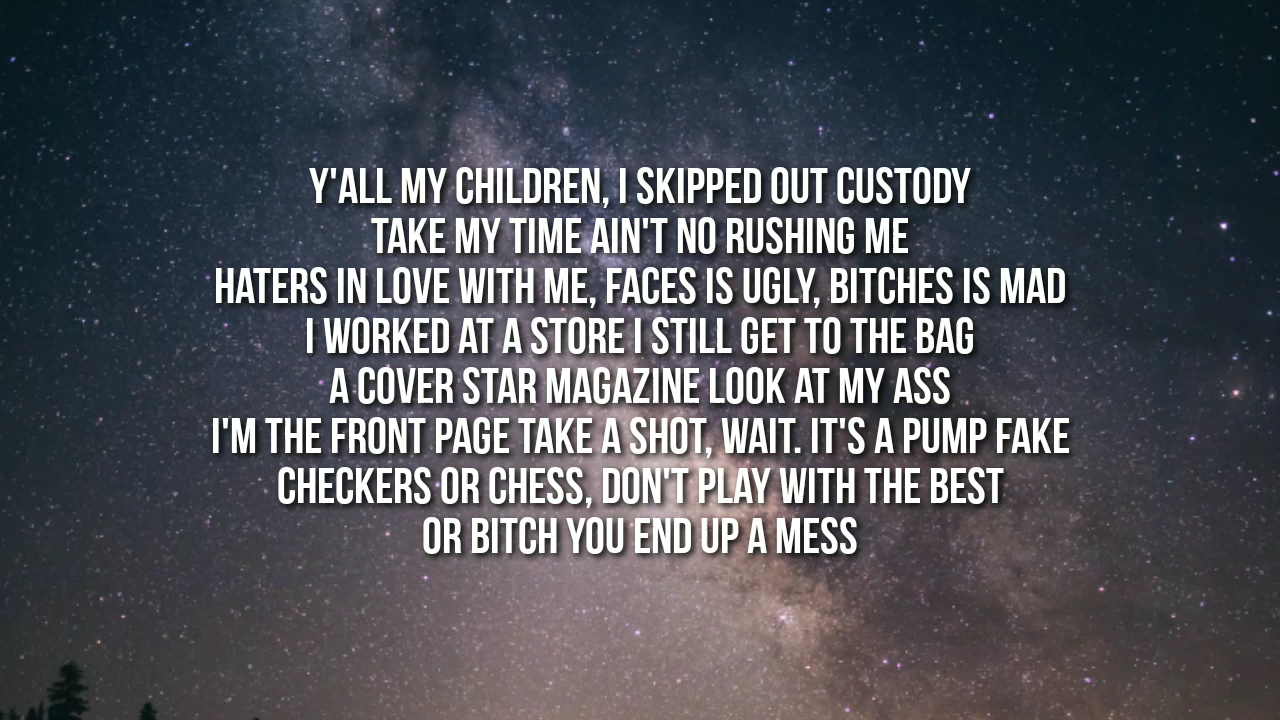 Y'ALL MY CHILDREN, I SKIPPED OUT CUSTODY
TAKE MY TIME AIN'T NO RUSHING ME
HATERS IN LOVE WITH ME, FACES IS UGLY, BITCHES IS MAD
I WORKED AT A STORE I STILL GET TO THE BAG
A COVER STAR MAGAZINE LOOK AT MY ASS
I'M THE FRONT PAGE TAKE A SHOT, WAIT. IT'S A PUMP FAKE
CHECKERS OR CHESS, DON'T PLAY WITH THE BEST
OR BITCH YOU END UP A MESS